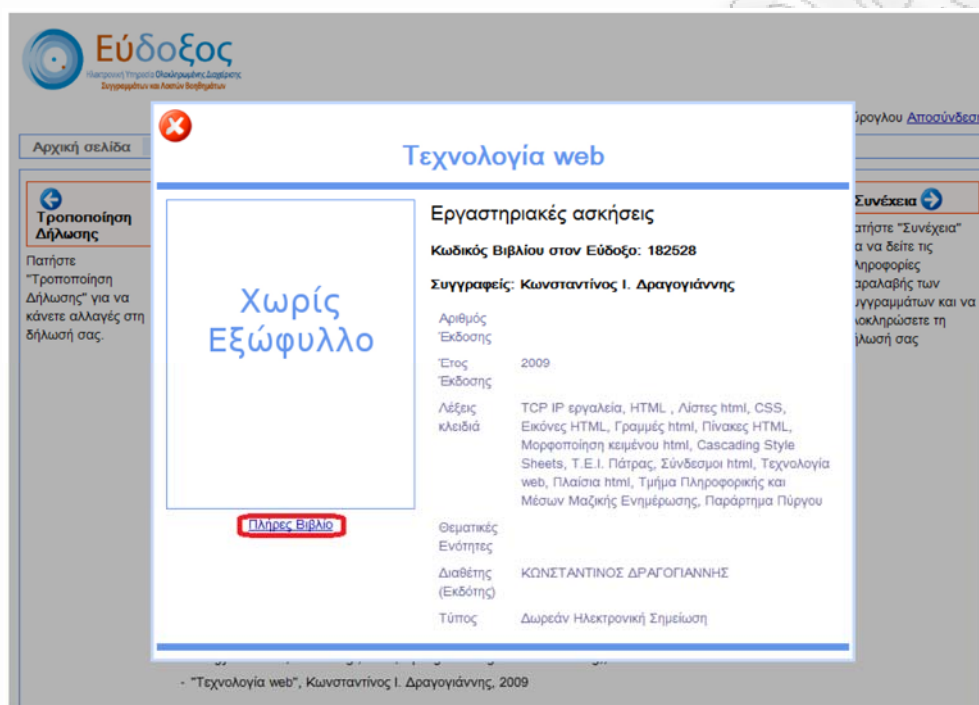 Εύδοξος
Ηλεκτρονική Υπηρεσία Ολοκληρωμένης Διαχείρισης
Συγγραμμάτων και Λοιπών Βοηθημάτων
ύρογλου Αποσύνδεση
Αρχική σελίδα
Τροποποίηση
Δήλωσης
Πατήστε
"Τροποποίηση
Δήλωσης" για να
κάνετε αλλαγές στη
δήλωσή σας.
Τεχνολογία web
Χωρίς
Εξώφυλλο
Πλήρες Βιβλίο
Εργαστηριακές ασκήσεις
Κωδικός Βιβλίου στον Εύδοξο: 182528
Συγγραφείς: Κωνσταντίνος Ι. Δραγογιάννης
Αριθμός
Έκδοσης
Έτος 2009
Έκδοσης
Λέξεις TCP IP εργαλεία, HTML , Λίστες html, CSS,
κλειδιά Εικόνες HTML, Γραμμές html, Πίνακες HTML,
Μορφοποίηση κειμένου html, Cascading Style
Sheets, Τ.Ε.Ι. Πάτρας, Σύνδεσμοι html, Τεχνολογία
web, Πλαίσια html, Τμήμα Πληροφορικής και
Μέσων Μαζικής Ενημέρωσης, Παράρτημα Πύργου
Θεματικές
Ενότητες
Διαθέτης ΚΩΝΣΤΑΝΤΙΝΟΣ ΔΡΑΓΟΓΙΑΝΝΗΣ
(Εκδότης)
Τύπος Δωρεάν Ηλεκτρονική Σημείωση
Συνέχεια
ατήστε "Συνέχεια"
α να δείτε τις
ληροφορίες
αραλαβής των
υγγραμμάτων και να
λοκληρώσετε τη
ήλωσή σας
- "Τεχνολογία web", Κωνσταντίνος Ι. Δραγογιάννης, 2009